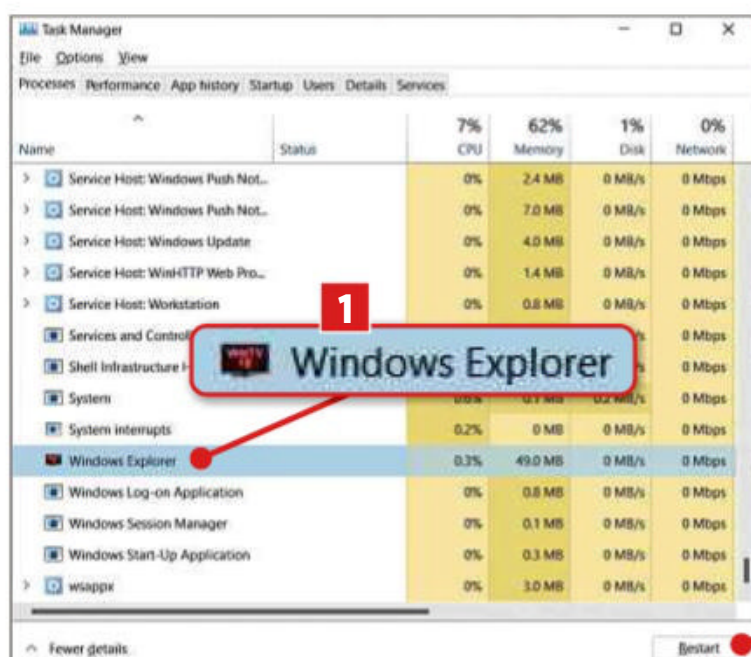 Task Manager
File Options View
Processes Performance App history Startup Users Details Services
7% 62% 1% 0%
Name Status CPU Memory Disk Network
Service Host: Windows Push Not... 0% 2.4 MB 0 MB/s 0 Mbps
Service Host: Windows Push Not... 0% 7.0 MB 0 MB/s 0 Mbps
Service Host: Windows Update 0% 4.0 MB 0 MB/s 0 Mbps
Service Host: WinHTTP Web Pro... 0% 1.4 MB 0 MB/s 0 Mbps
Service Host: Workstation 0% 0.8 MB 0 MB/s 0 Mbps
1
Services and 0 Mbps
Windows Explorer
Shell Infrastructure 0 Mbps
System 0 Mbps
System interrupts 0.2% 0 MB 0 MB/s 0 Mbps
Windows Explorer 0.3% 49.0 MB 0 MB/s 0 Mbps
Windows Log-on Application 0% 0.8 MB 0 MB/s 0 Mbps
Windows Session Manager 0% 0.1 MB 0 MB/s 0 Mbps
Windows Start-Up Application 0% 0.3 MB 0 MB/s 0 Mbps
wsappx 0% 3.0 MB 0 MB/s 0 Mbps
Fewer details Restart